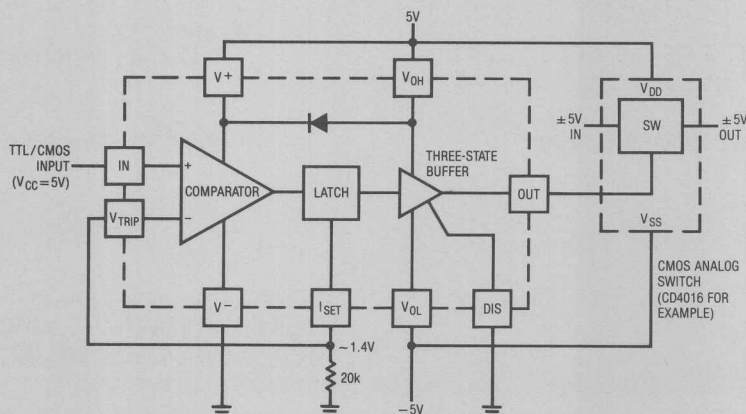 5V
V+
VOH
VDD
±5V
IN
SW
±5V
OUT
TTL/CMOS
INPUT
(VCC=5V)
IN
+
COMPARATOR
LATCH
THREE-STATE
BUFFER
OUT
VTRIP
−
VSS
CMOS ANALOG
SWITCH
(CD4016 FOR
EXAMPLE)
V−
ISET
VOL
DIS
~1.4V
20k
−5V